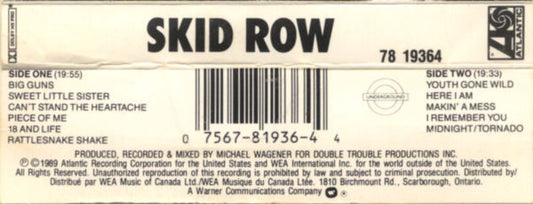 DOLBY HX PRO
SKID ROW
78 19364
ATLANTIC
SIDE ONE (19:55)
BIG GUNS
SWEET LITTLE SISTER
CAN'T STAND THE HEARTACHE
PIECE OF ME
18 AND LIFE
RATTLESNAKE SHAKE
0 7567-81936-4 4
UNDERGROUND
SIDE TWO (19:33)
YOUTH GONE WILD
HERE I AM
MAKIN' A MESS
I REMEMBER YOU
MIDNIGHT/TORNADO
PRODUCED, RECORDED & MIXED BY MICHAEL WAGENER FOR DOUBLE TROUBLE PRODUCTIONS INC.
Ⓟ©1989 Atlantic Recording Corporation for the United States and WEA International Inc. for the world outside of the United States.
All Rights Reserved. Unauthorized reproduction of this recording is prohibited by law and subject to criminal prosecution. Distributed by/
Distribué par WEA Music of Canada Ltd./WEA Musique du Canada Ltée. 1810 Birchmount Rd., Scarborough, Ontario.
A Warner Communications Company